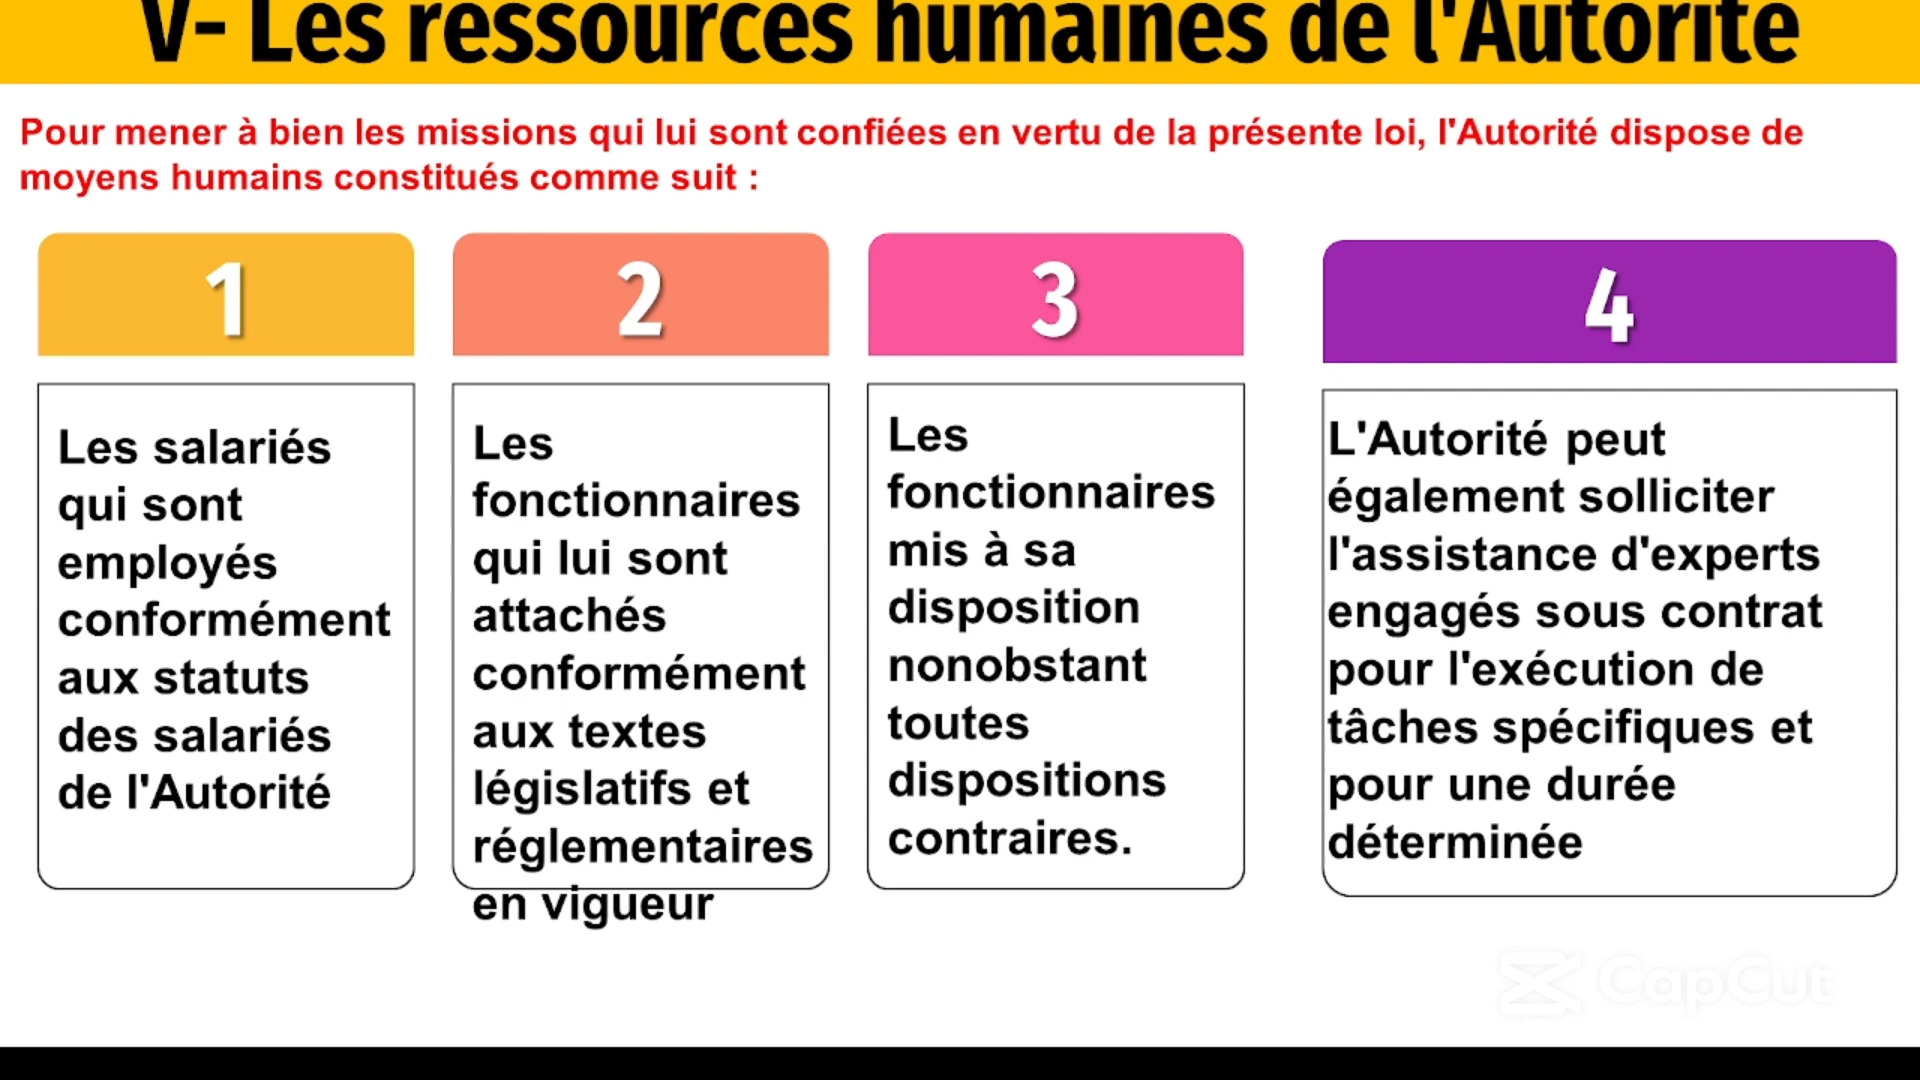 V- Les ressources humaines de l'Autorité
Pour mener à bien les missions qui lui sont confiées en vertu de la présente loi, l'Autorité dispose de
moyens humains constitués comme suit :
1
Les salariés
qui sont
employés
conformément
aux statuts
des salariés
de l'Autorité
2
Les
fonctionnaires
qui lui sont
attachés
conformément
aux textes
législatifs et
réglementaires
en vigueur
3
Les
fonctionnaires
mis à sa
disposition
nonobstant
toutes
dispositions
contraires.
4
L'Autorité peut
également solliciter
l'assistance d'experts
engagés sous contrat
pour l'exécution de
tâches spécifiques et
pour une durée
déterminée
CapCut